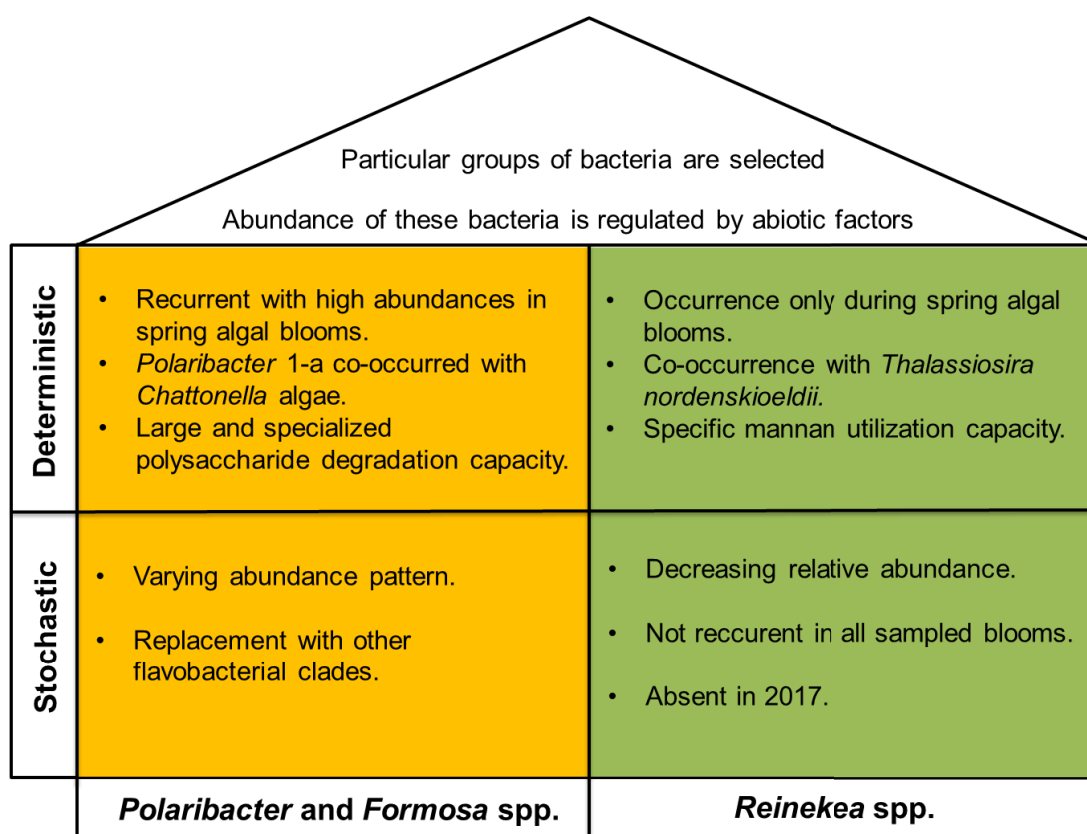 Particular groups of bacteria are selected
Abundance of these bacteria is regulated by abiotic factors
Deterministic
• Recurrent with high abundances in
spring algal blooms.
• Polaribacter 1-a co-occurred with
Chattonella algae.
• Large and specialized
polysaccharide degradation capacity.
• Occurrence only during spring algal
blooms.
• Co-occurrence with Thalassiosira
nordenskioeldii.
• Specific mannan utilization capacity.
Stochastic
• Varying abundance pattern.
• Replacement with other
flavobacterial clades.
• Decreasing relative abundance.
• Not reccurent in all sampled blooms.
• Absent in 2017.
Polaribacter and Formosa spp.
Reinekea spp.